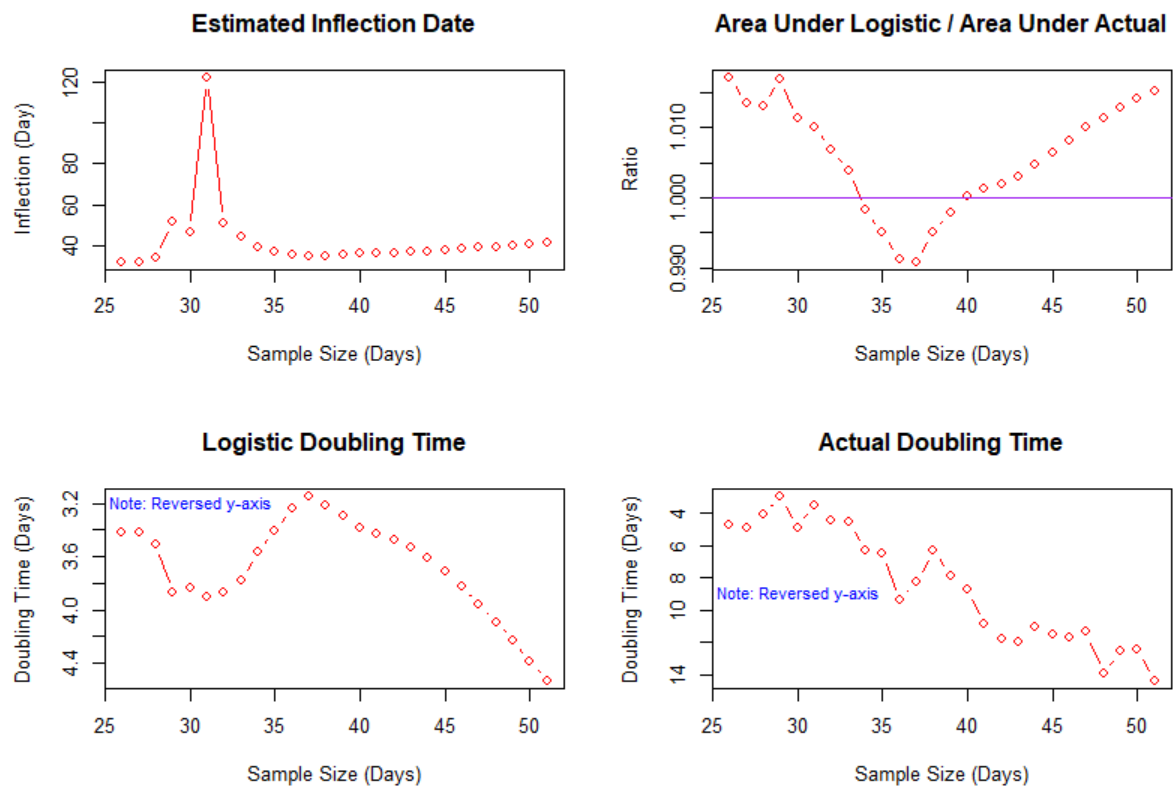 Estimated Inflection Date
Inflection (Day)
120
80
60
40
25 30 35 40 45 50
Sample Size (Days)
Area Under Logistic / Area Under Actual
Ratio
1.010
1.000
0.990
25 30 35 40 45 50
Sample Size (Days)
Logistic Doubling Time
Doubling Time (Days)
Note: Reversed y-axis
3.2
3.6
4.0
4.4
25 30 35 40 45 50
Sample Size (Days)
Actual Doubling Time
Doubling Time (Days)
4
6
8
Note: Reversed y-axis
10
14
25 30 35 40 45 50
Sample Size (Days)